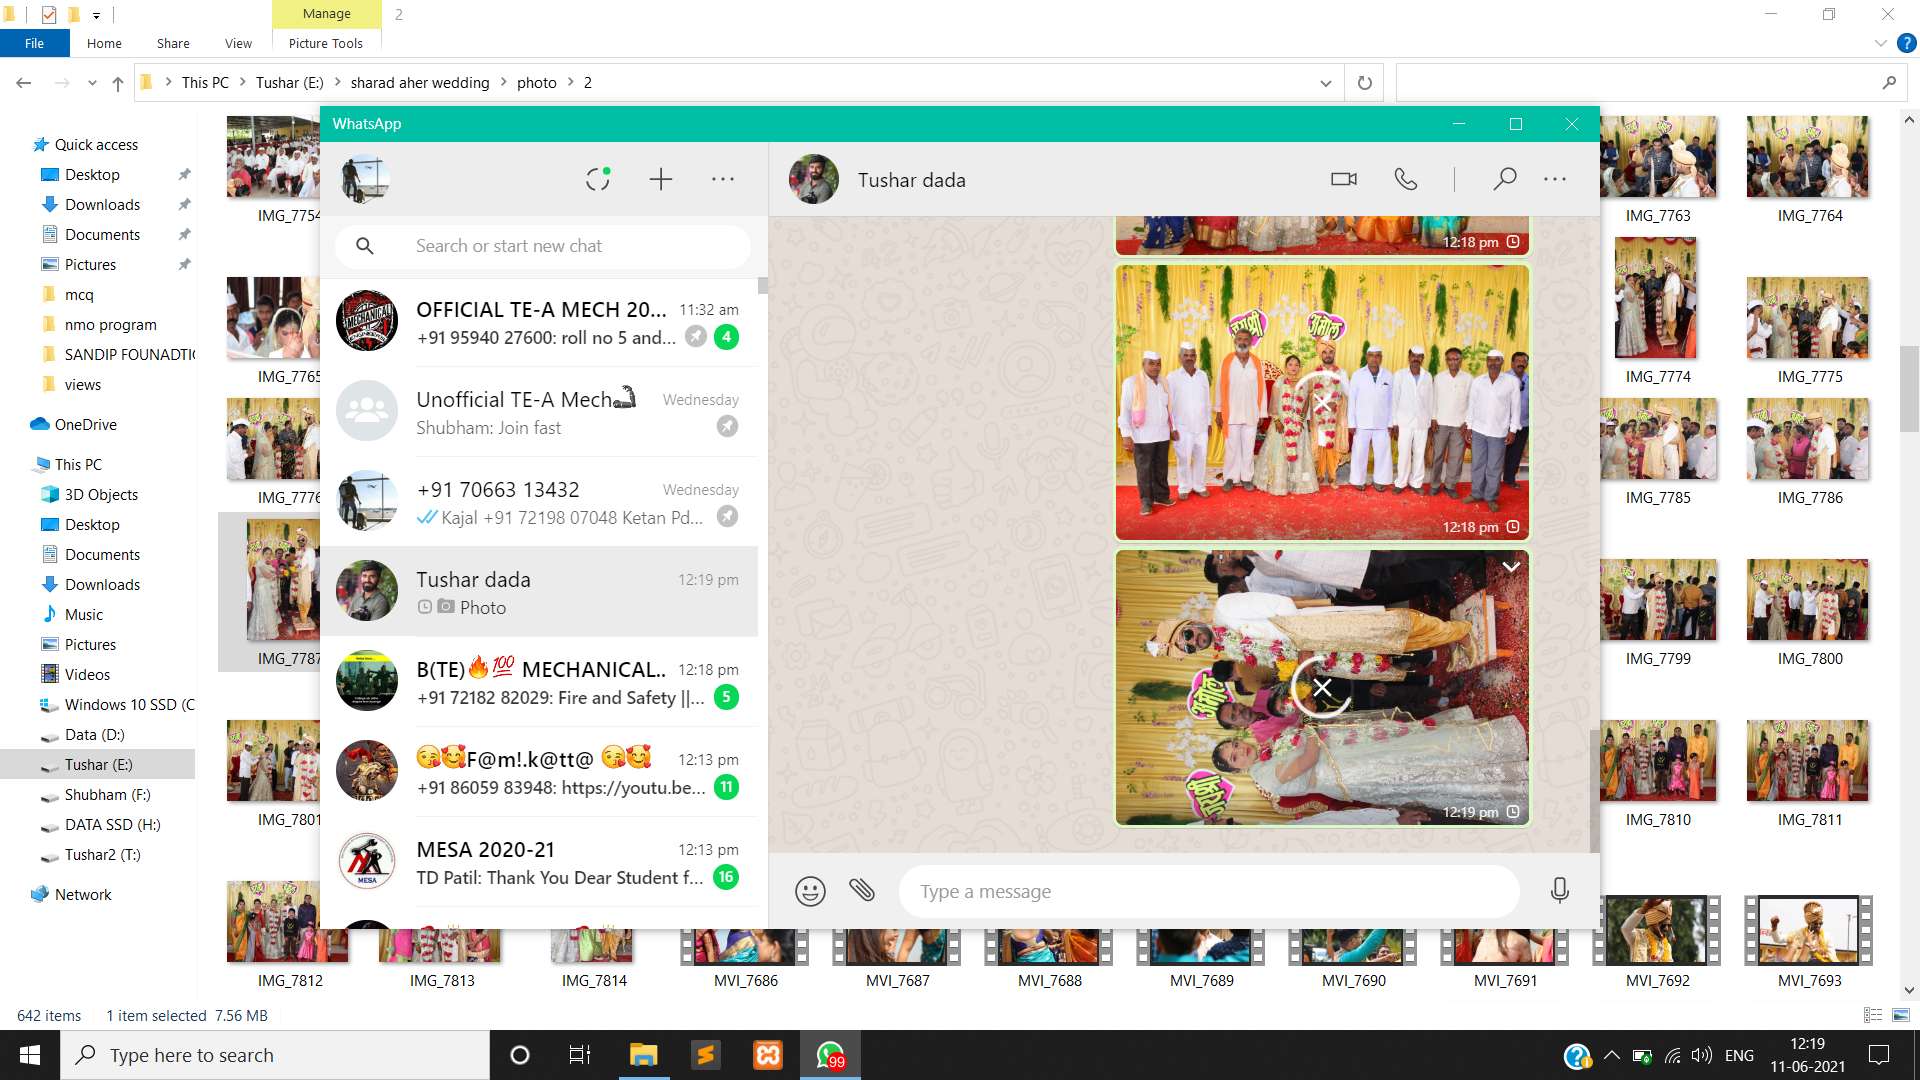 Manage
2
File
Home
Share
View
Picture Tools
This PC
Tushar (E:)
sharad aher wedding
photo
2
Quick access
Desktop
Downloads
Documents
Pictures
mcq
nmo program
SANDIP FOUNADTI
views
OneDrive
This PC
3D Objects
Desktop
Documents
Downloads
Music
Pictures
Videos
Windows 10 SSD (C
Data (D:)
Tushar (E:)
Shubham (F:)
DATA SSD (H:)
Tushar2 (T:)
Network
IMG_7754
IMG_7763
IMG_7764
IMG_7765
IMG_7774
IMG_7775
IMG_7776
IMG_7785
IMG_7786
IMG_7787
IMG_7799
IMG_7800
IMG_7801
IMG_7810
IMG_7811
IMG_7812
IMG_7813
IMG_7814
MVI_7686
MVI_7687
MVI_7688
MVI_7689
MVI_7690
MVI_7691
MVI_7692
MVI_7693
WhatsApp
Search or start new chat
OFFICIAL TE-A MECH 20... 11:32 am
+91 95940 27600: roll no 5 and... 4
Unofficial TE-A Mech Wednesday
Shubham: Join fast
+91 70663 13432 Wednesday
Kajal +91 72198 07048 Ketan Pd...
Tushar dada 12:19 pm
Photo
B(TE)🔥💯 MECHANICAL.. 12:18 pm
+91 72182 82029: Fire and Safety ||... 5
😘🥰F@m!.k@tt@ 😘🥰 12:13 pm
+91 86059 83948: https://youtu.be... 11
MESA 2020-21 12:13 pm
TD Patil: Thank You Dear Student f... 16
MECHANICAL
MESA
Tushar dada
12:18 pm
12:18 pm
12:19 pm
Type a message
642 items
1 item selected 7.56 MB
Type here to search
99
ENG
12:19
11-06-2021